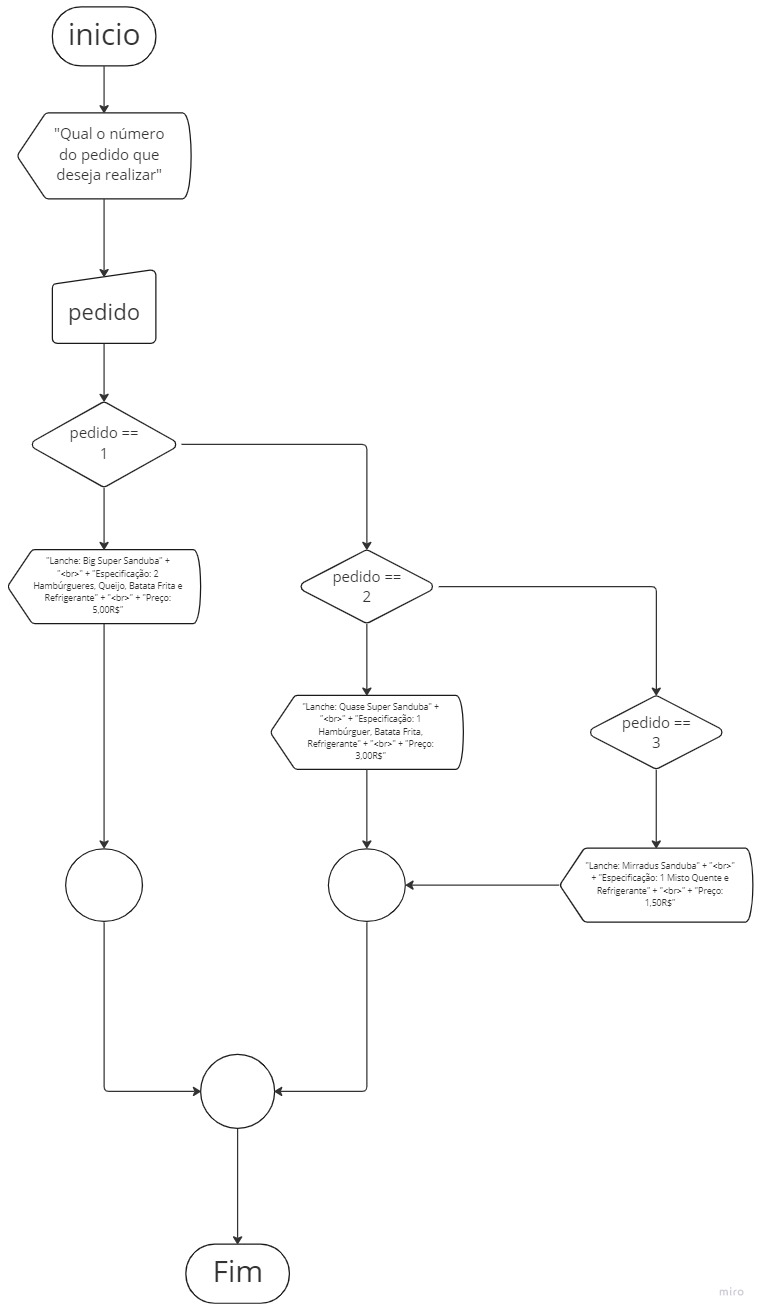 inicio
"Qual o número
do pedido que
deseja realizar"
pedido
pedido ==
1
"Lanche: Big Super Sanduba" +
"<br>" + "Especificação: 2
Hambúrgueres, Queijo, Batata Frita e
Refrigerante" + "<br>" + "Preço:
5,00R$"
pedido ==
2
"Lanche: Quase Super Sanduba" +
"<br>" + "Especificação: 1
Hambúrguer, Batata Frita,
Refrigerante" + "<br>" + "Preço:
3,00R$"
pedido ==
3
"Lanche: Mirradus Sanduba" + "<br>"
+ "Especificação: 1 Misto Quente e
Refrigerante" + "<br>" + "Preço:
1,50R$"
Fim
miro